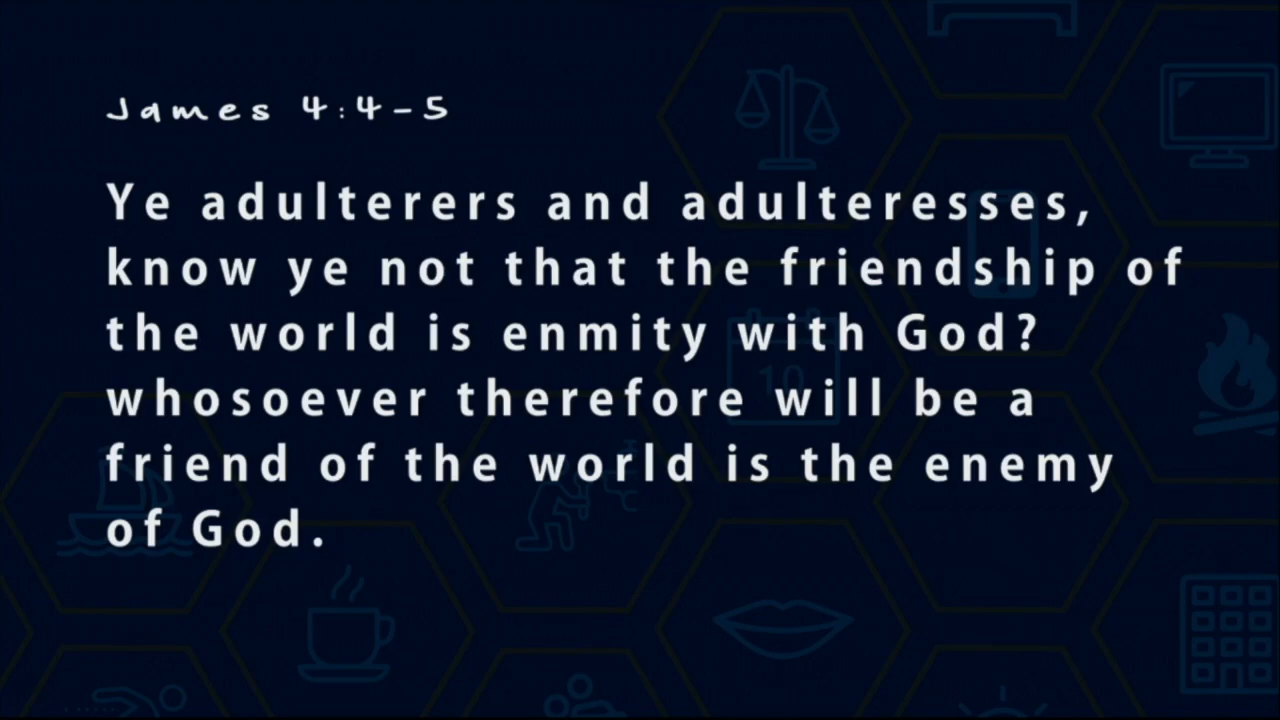 James 4:4-5
Ye adulterers and adulteresses,
know ye not that the friendship of
the world is enmity with God?
whosoever therefore will be a
friend of the world is the enemy
of God.
10